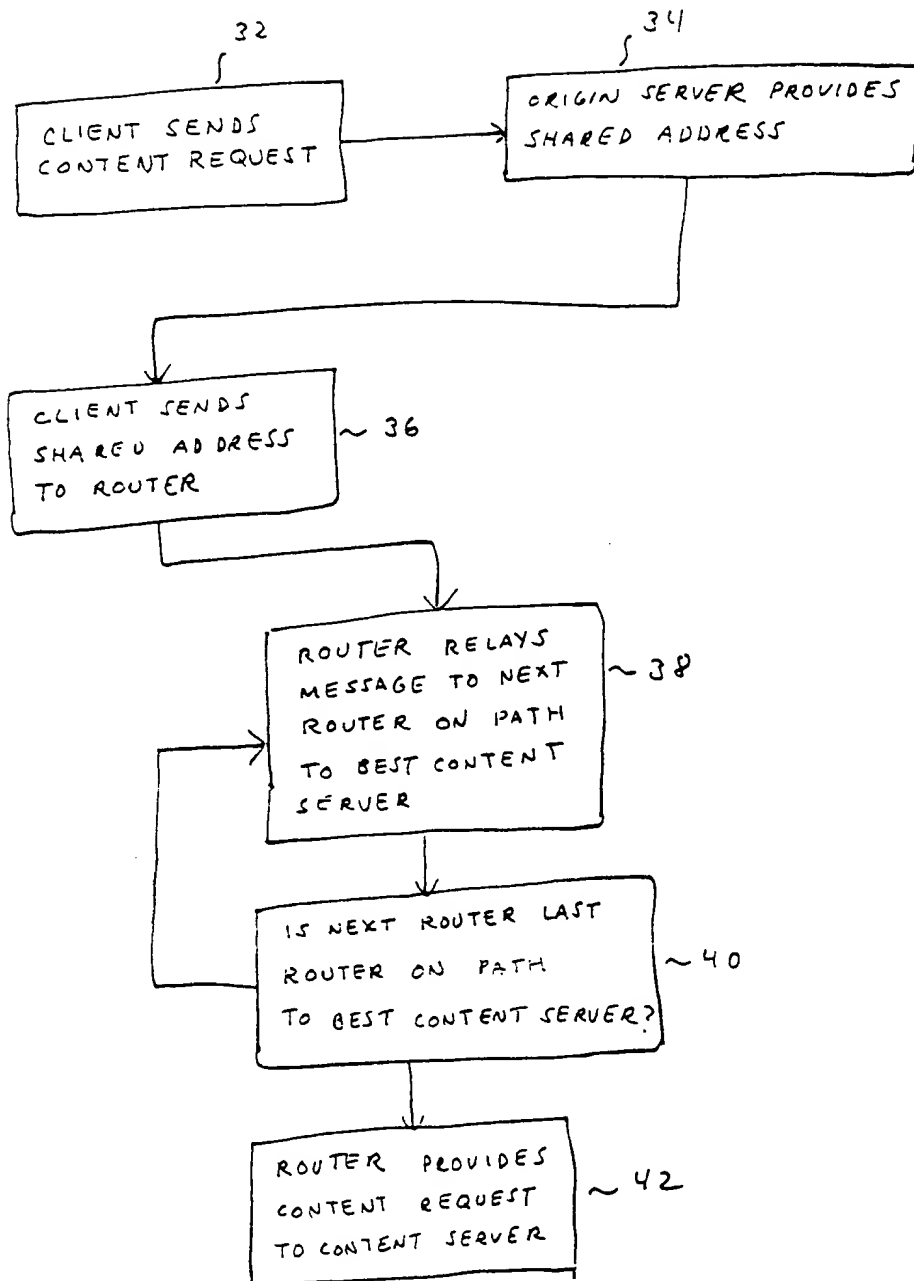 32
CLIENT SENDS
CONTENT REQUEST
34
ORIGIN SERVER PROVIDES
SHARED ADDRESS
CLIENT SENDS
SHARED ADDRESS
TO ROUTER
~ 36
ROUTER RELAYS
MESSAGE TO NEXT
ROUTER ON PATH
TO BEST CONTENT
SERVER
~ 38
IS NEXT ROUTER LAST
ROUTER ON PATH
TO BEST CONTENT SERVER?
~ 40
ROUTER PROVIDES
CONTENT REQUEST
TO CONTENT SERVER
~ 42